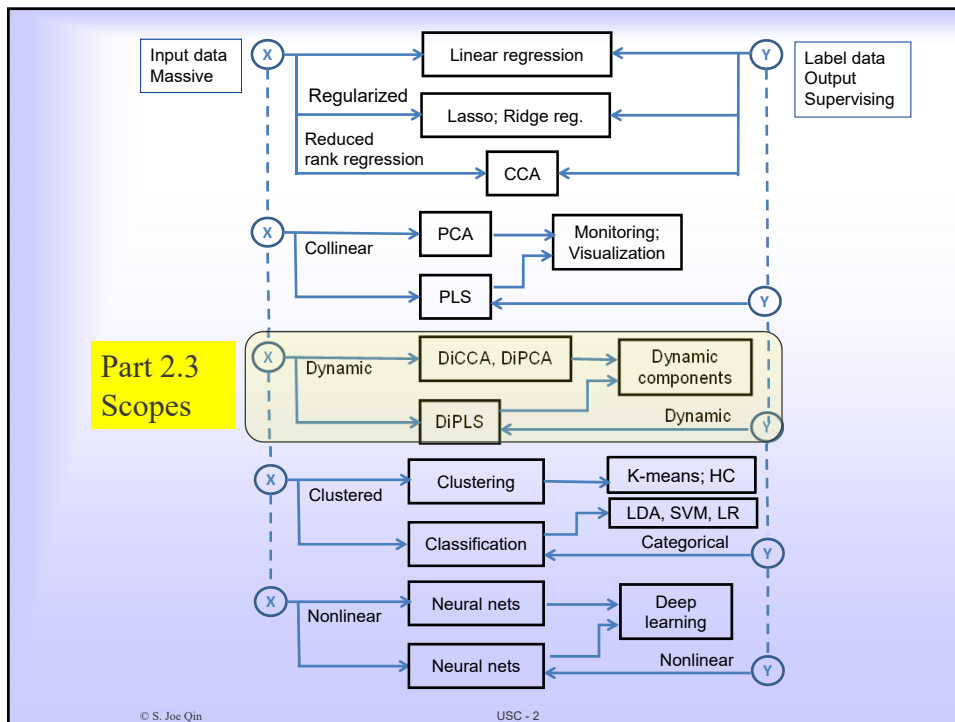 Input data
Massive
X
Linear regression
Y
Label data
Output
Supervising
Regularized
Lasso; Ridge reg.
Reduced
rank regression
CCA
X
Collinear
PCA
Monitoring;
Visualization
PLS
Y
Part 2.3
Scopes
X
Dynamic
DiCCA, DiPCA
Dynamic
components
DiPLS
Dynamic
Y
X
Clustered
Clustering
K-means; HC
LDA, SVM, LR
Classification
Categorical
Y
X
Nonlinear
Neural nets
Deep
learning
Neural nets
Nonlinear
Y
© S. Joe Qin
USC - 2